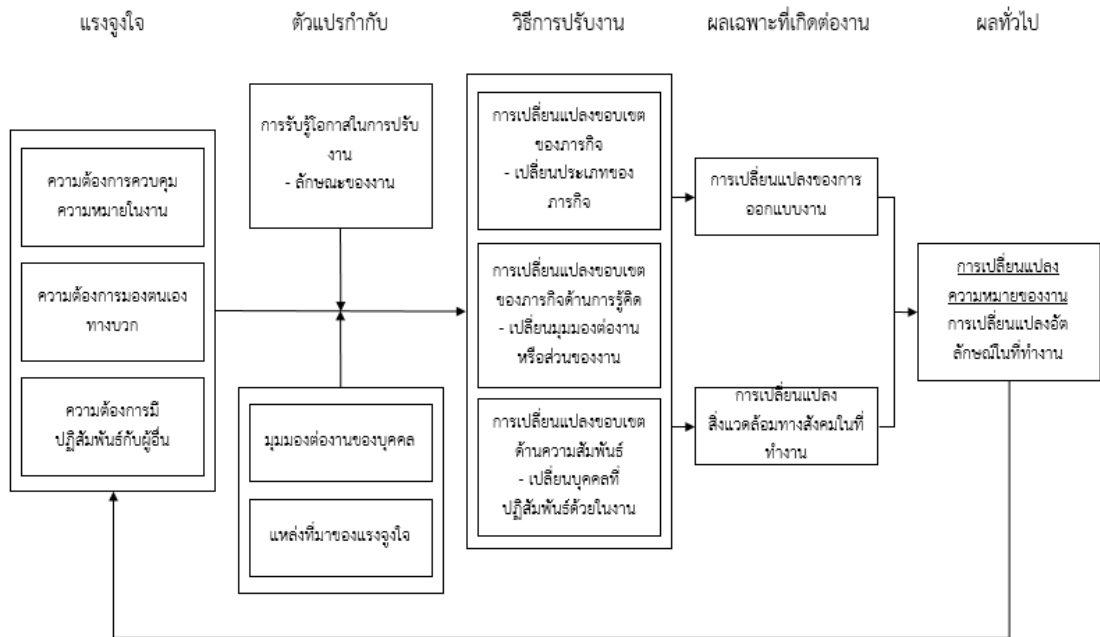 แรงจูงใจ
ตัวแปรกำกับ
วิธีการปรับงาน
ผลเฉพาะที่เกิดต่องาน
ผลทั่วไป
ความต้องการควบคุม
ความหมายในงาน
ความต้องการมองตนเอง
ทางบวก
ความต้องการมี
ปฏิสัมพันธ์กับผู้อื่น
การรับรู้โอกาสในการปรับ
งาน
- ลักษณะของงาน
มุมมองต่องานของบุคคล
แหล่งที่มาของแรงจูงใจ
การเปลี่ยนแปลงขอบเขต
ของภารกิจ
- เปลี่ยนประเภทของ
ภารกิจ
การเปลี่ยนแปลงขอบเขต
ของภารกิจด้านการรู้คิด
- เปลี่ยนมุมมองต่องาน
หรือส่วนของงาน
การเปลี่ยนแปลงขอบเขต
ด้านความสัมพันธ์
- เปลี่ยนบุคคลที่
ปฏิสัมพันธ์ด้วยในงาน
การเปลี่ยนแปลงของการ
ออกแบบงาน
การเปลี่ยนแปลง
สิ่งแวดล้อมทางสังคมในที่
ทำงาน
การเปลี่ยนแปลง
ความหมายของงาน
การเปลี่ยนแปลงอัต
ลักษณ์ในที่ทำงาน